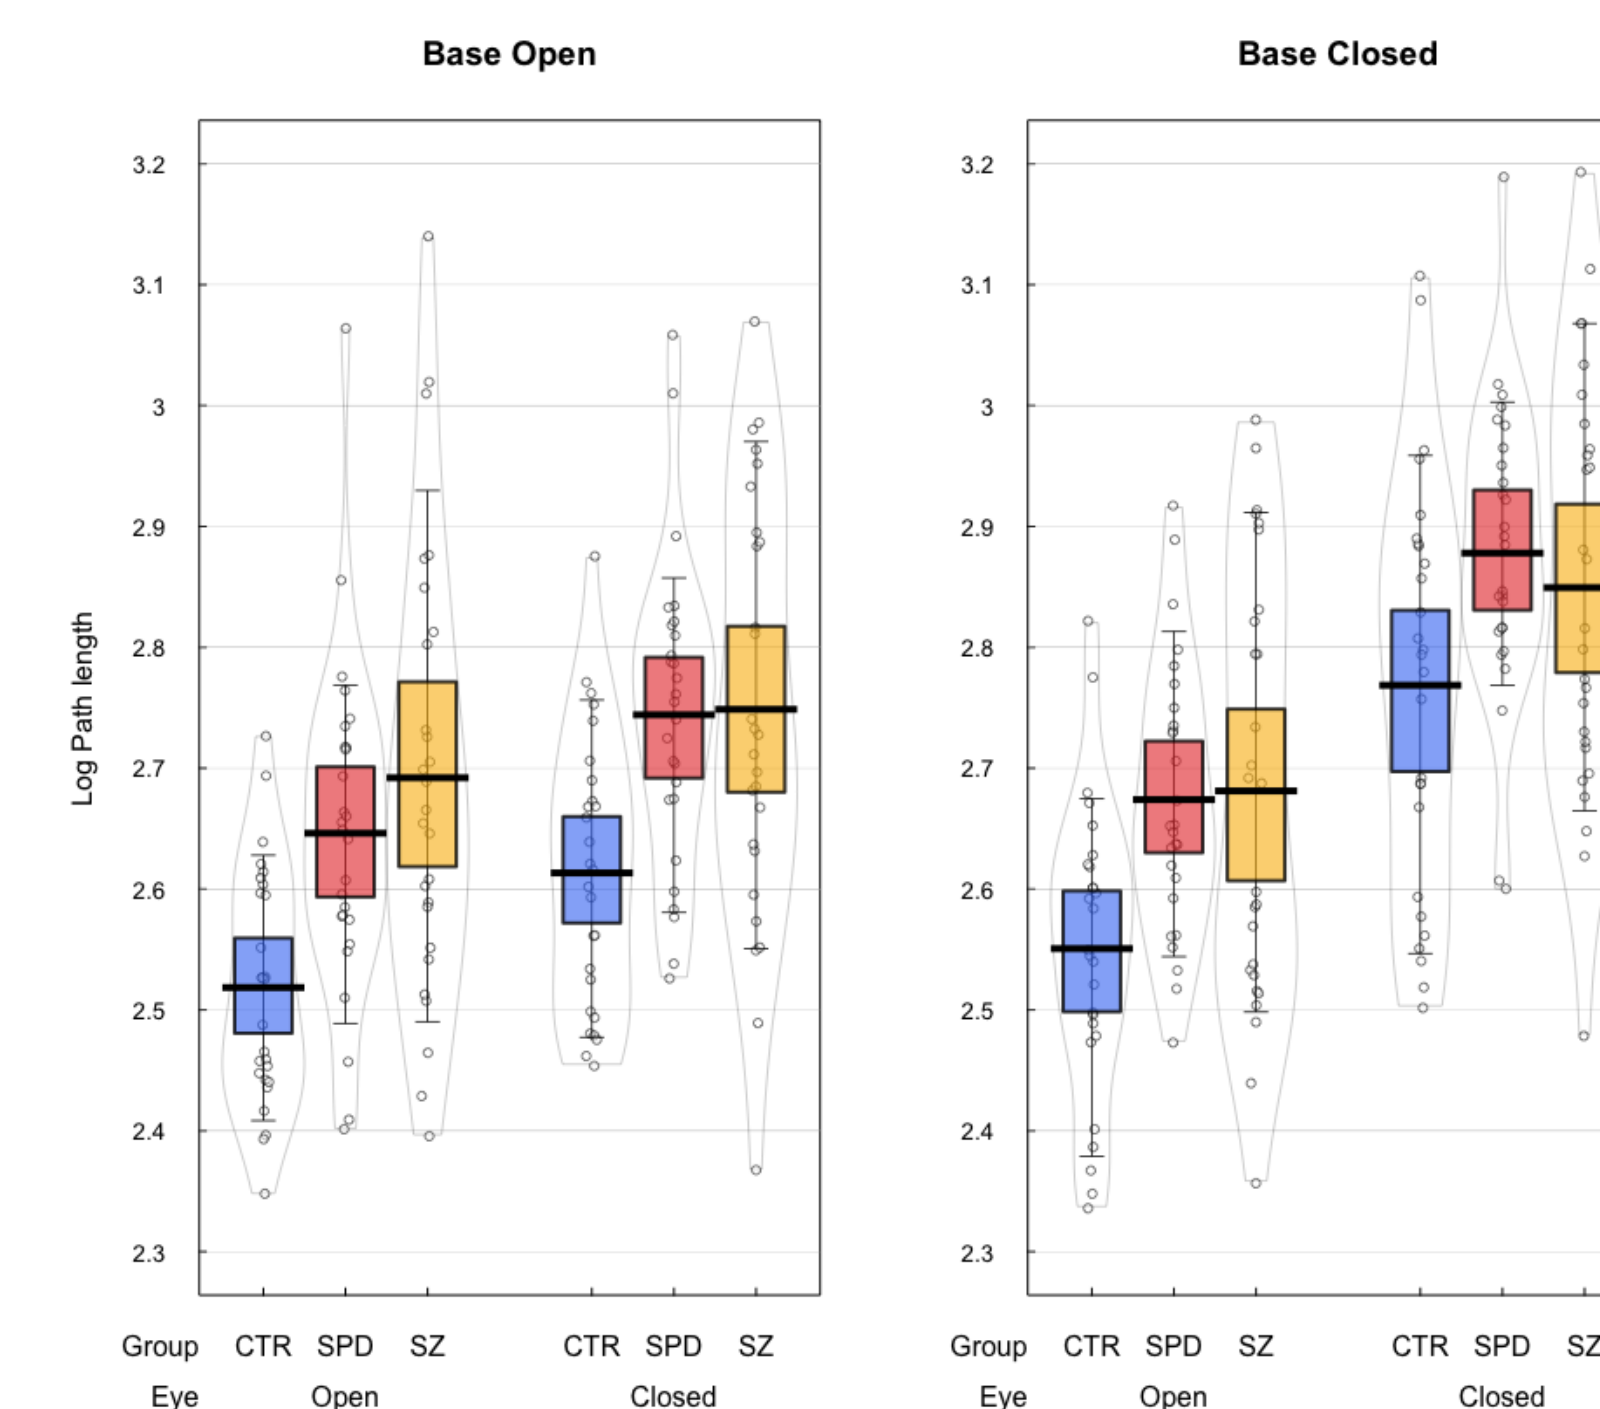 Base Open
Base Closed
Log Path length
3.2
3.1
3
2.9
2.8
2.7
2.6
2.5
2.4
2.3
3.2
3.1
3
2.9
2.8
2.7
2.6
2.5
2.4
2.3
Group CTR SPD SZ CTR SPD SZ
Eye Open Closed
Group CTR SPD SZ CTR SPD SZ
Eye Open Closed